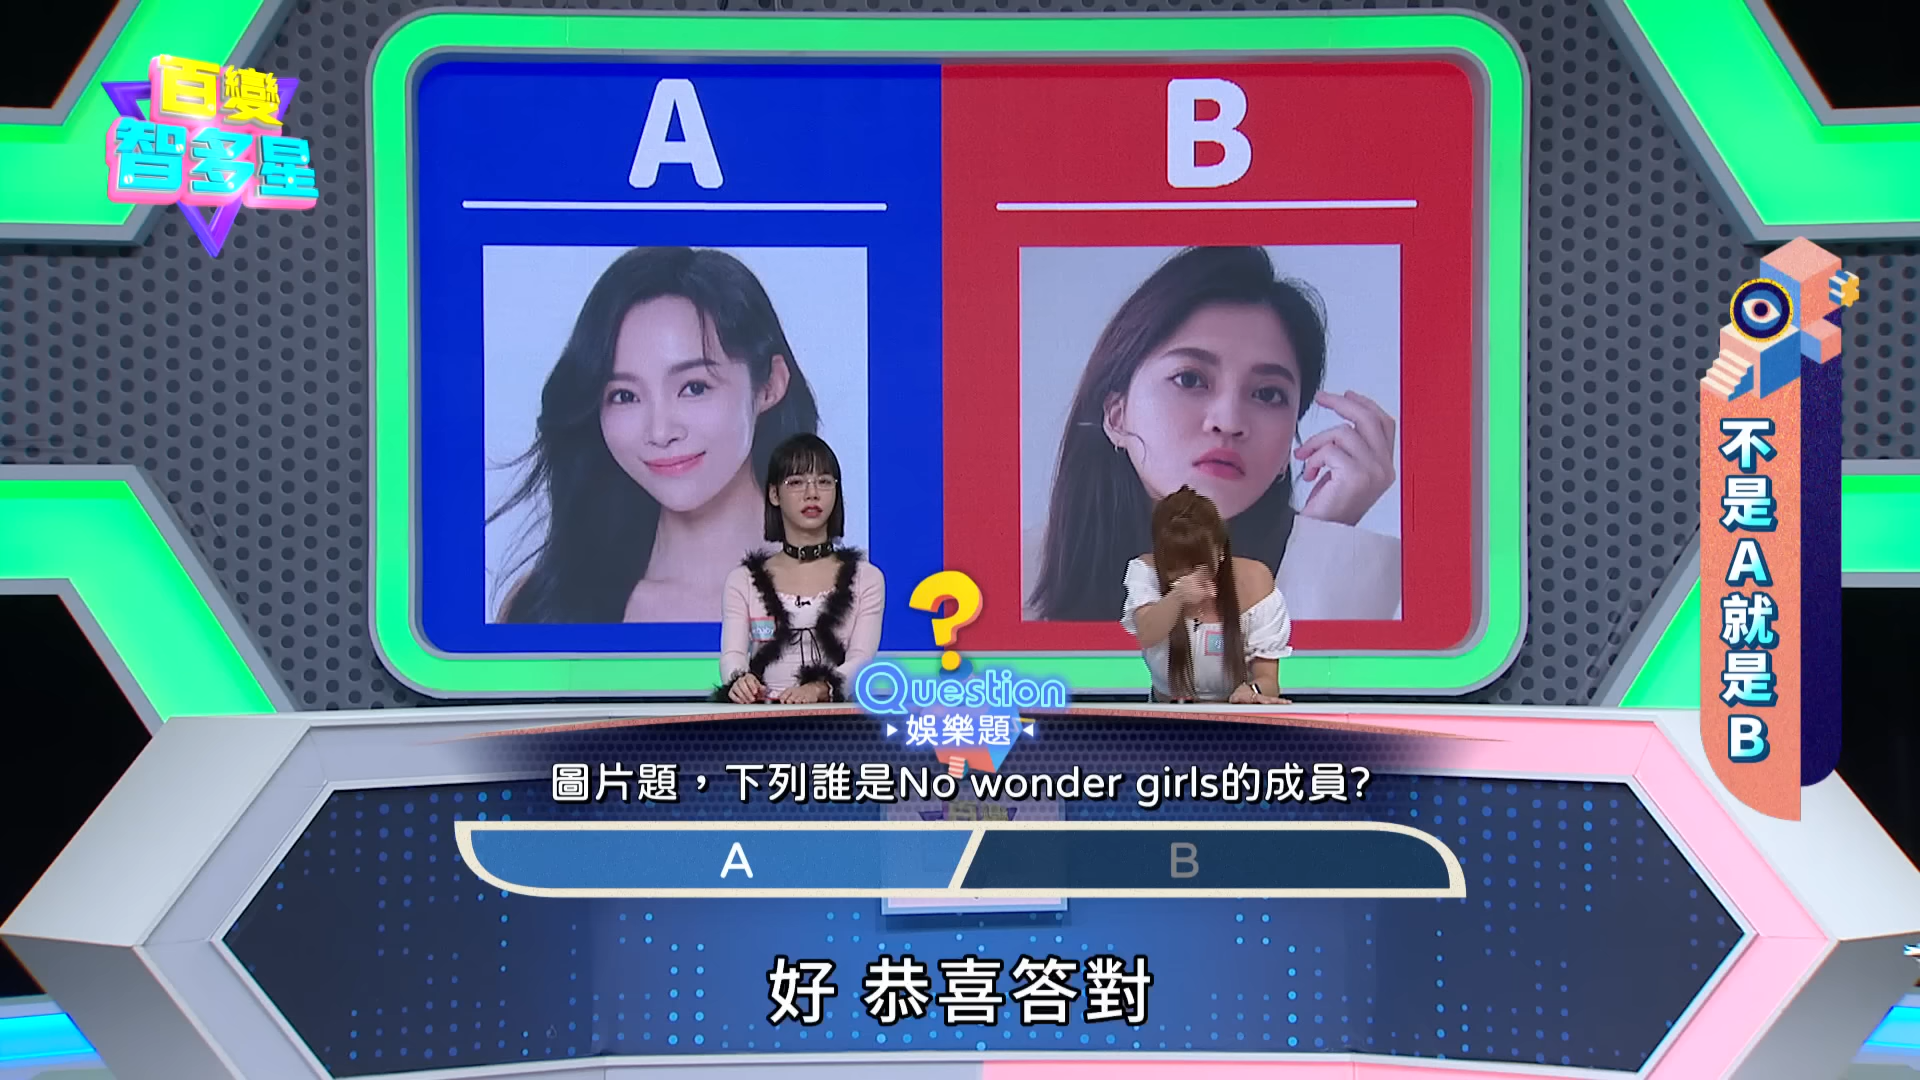 百變
智多星
A
B
不是A就是B
Question
娛樂題
圖片題，下列誰是No wonder girls的成員?
A
B
好 恭喜答對